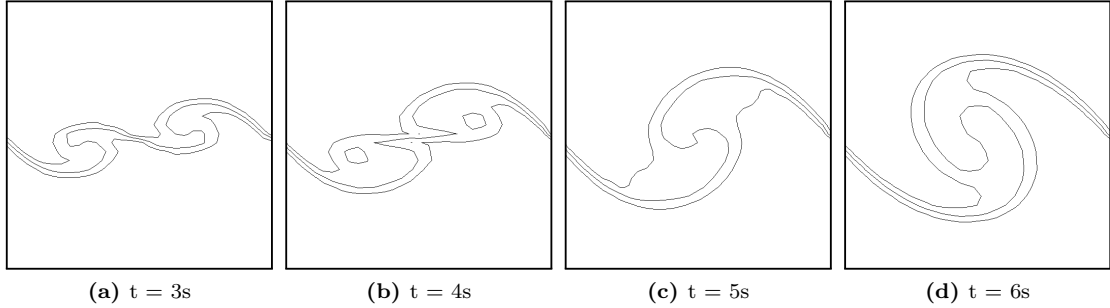 (a) t = 3s
(b) t = 4s
(c) t = 5s
(d) t = 6s